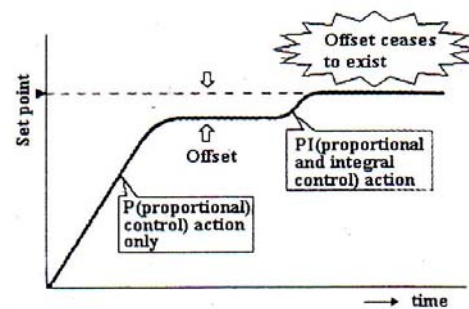 Offset ceases
to exist
Set point
Offset
PI(proportional
and integral
control) action
P(proportional)
control) action
only
time